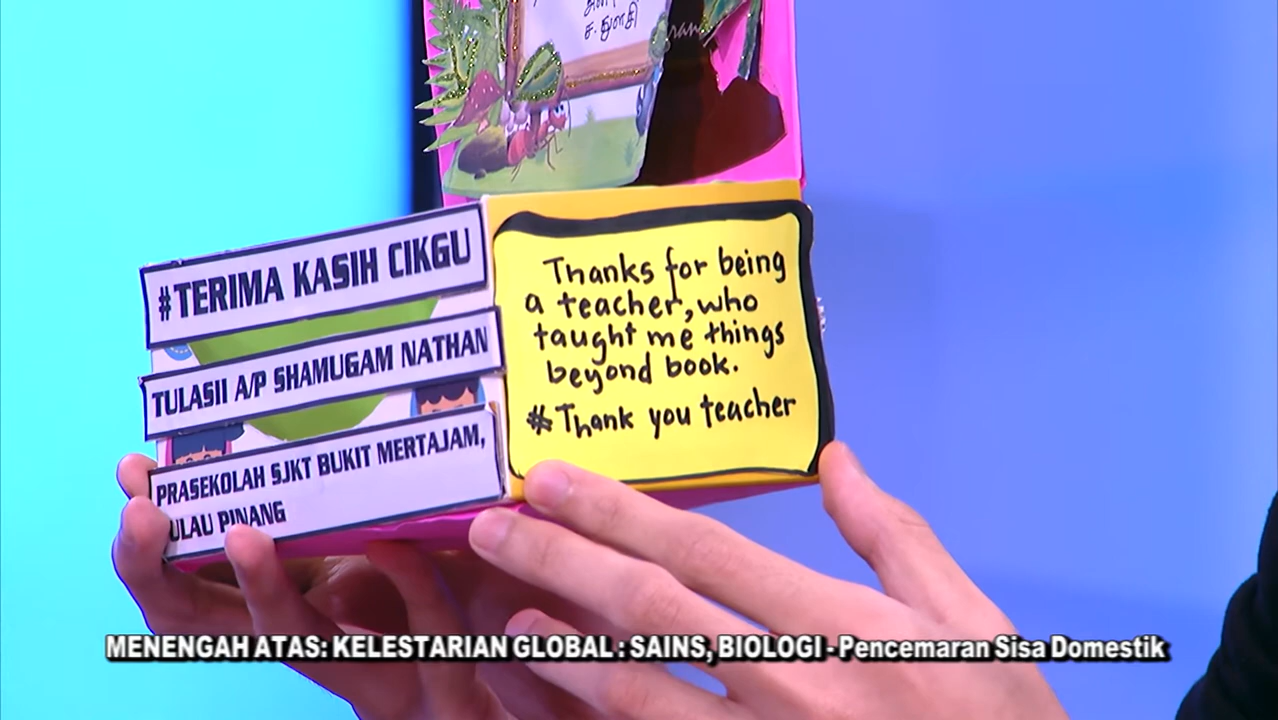 ச. துளசி
#TERIMA KASIH CIKGU
TULASII A/P SHAMUGAM NATHAN
PRASEKOLAH SJKT BUKIT MERTAJAM,
ULAU PINANG
Thanks for being
a teacher, who
taught me things
beyond book.
#Thank you teacher
MENENGAH ATAS: KELESTARIAN GLOBAL : SAINS, BIOLOGI - Pencemaran Sisa Domestik